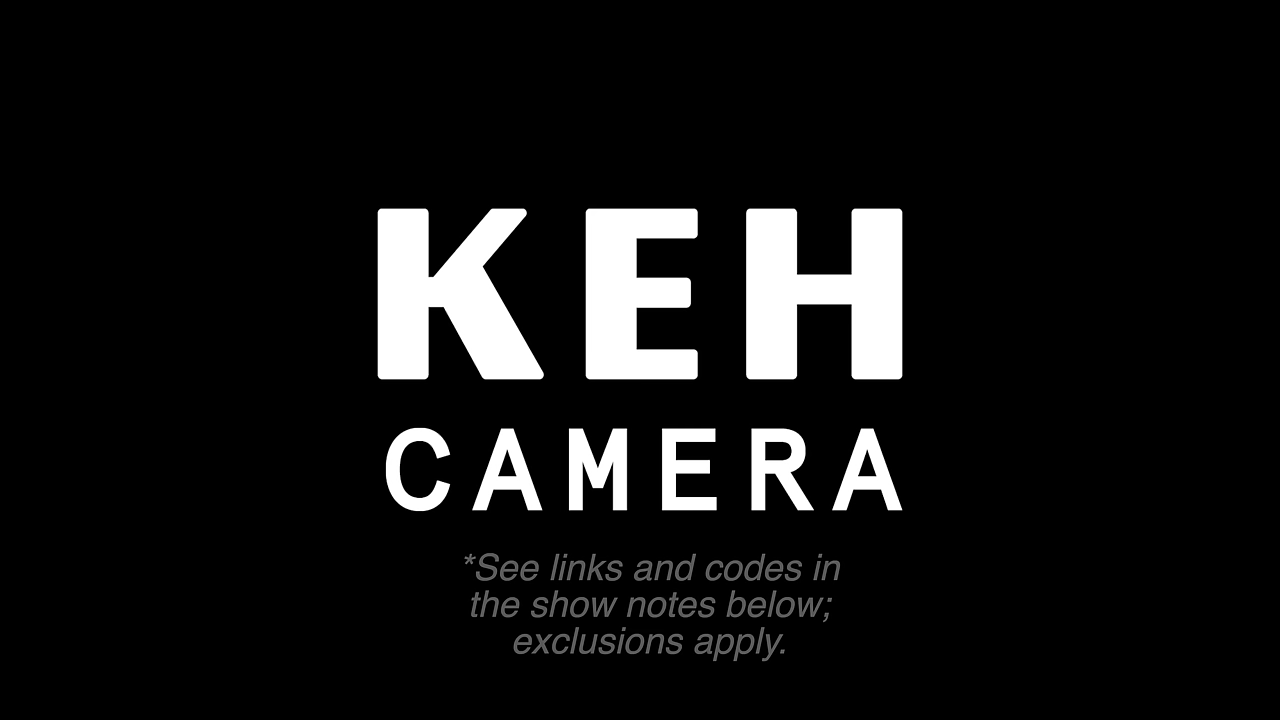 KEH
CAMERA
*See links and codes in
the show notes below;
exclusions apply.